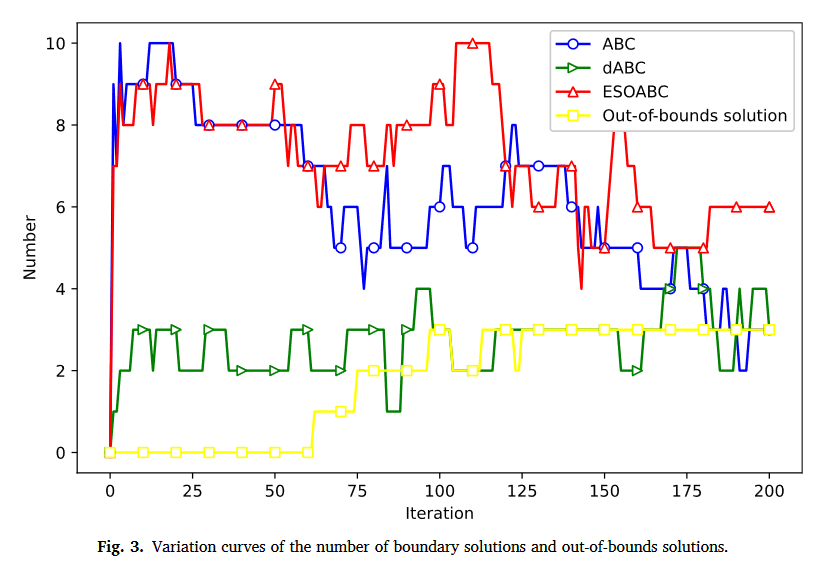 10
8
6
4
2
0
Number
ABC
dABC
ESOABC
Out-of-bounds solution
0 25 50 75 100 125 150 175 200
Iteration
Fig. 3. Variation curves of the number of boundary solutions and out-of-bounds solutions.